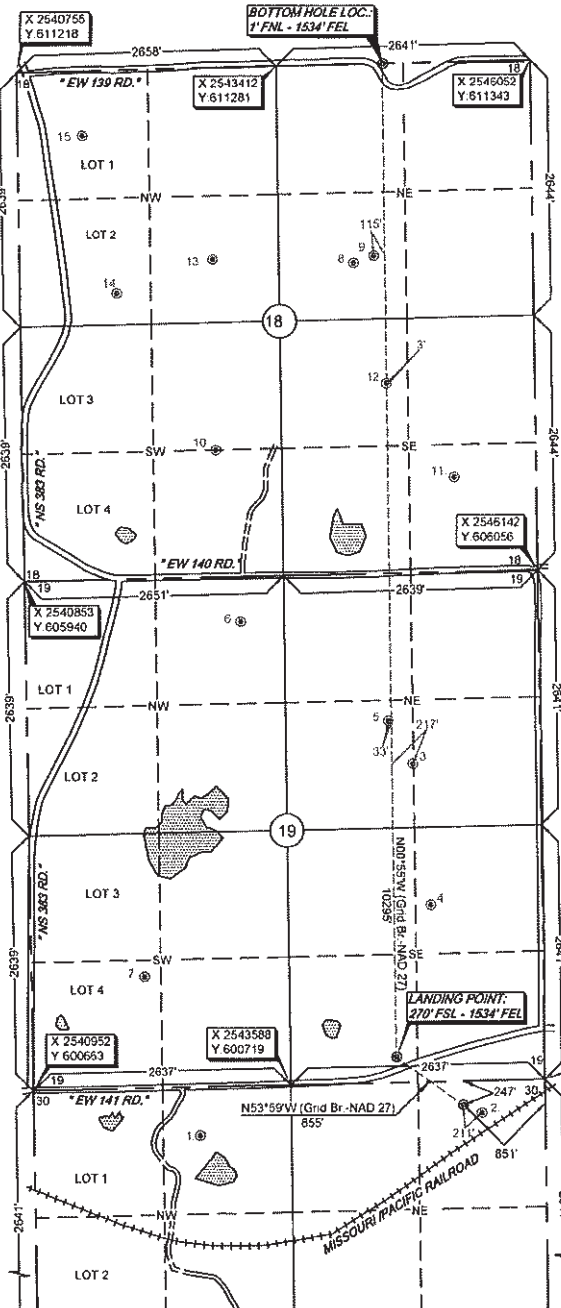 X 2540755
Y:611218
2658'
BOTTOM HOLE LOC.:
1' FNL - 1534' FEL
2641'
18
" EW 139 RD."
X 2543412
Y:611281
X 2546052
Y:611343
18
15
LOT 1
2639'
NW
NE
2644'
LOT 2
115'
13
8
9
14
18
3'
12
LOT 3
2639'
10
SW
SE
2644'
11
" NS 383 RD."
LOT 4
X 2546142
Y:606056
"EW 140 RD."
18
19
18
19
2651'
2639'
X 2540853
Y:605940
6
LOT 1
2639'
NW
NE
2641'
5
217'
33'
3
LOT 2
19
N00°55'W (Grid Br.-NAD 27)
10295'
LOT 3
4
" NS 383 RD."
2639'
SW
SE
7
LOT 4
LANDING POINT:
270' FSL - 1534' FEL
X 2540952
Y:600663
X 2543588
Y:600719
19
2637'
2637'
19
30
"EW 141 RD."
N53°59'W (Grid Br.-NAD 27)
855'
247'
30
2
211'
851'
1
LOT 1
MISSOURI PACIFIC RAILROAD
2641'
NW
NE
LOT 2